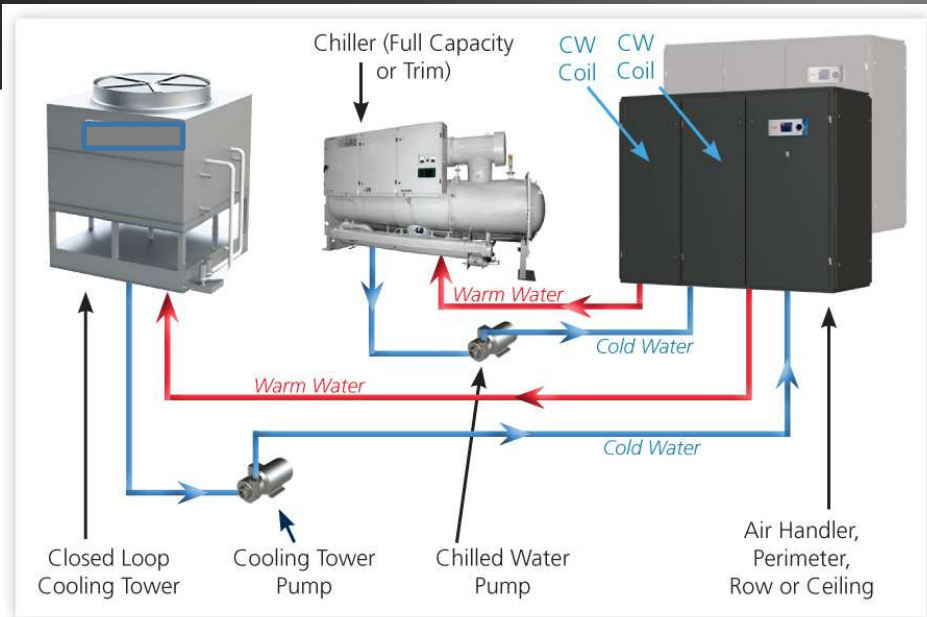 Chiller (Full Capacity
or Trim)
CW
Coil
CW
Coil
Warm Water
Cold Water
Warm Water
Cold Water
Closed Loop
Cooling Tower
Cooling Tower
Pump
Chilled Water
Pump
Air Handler,
Perimeter,
Row or Ceiling